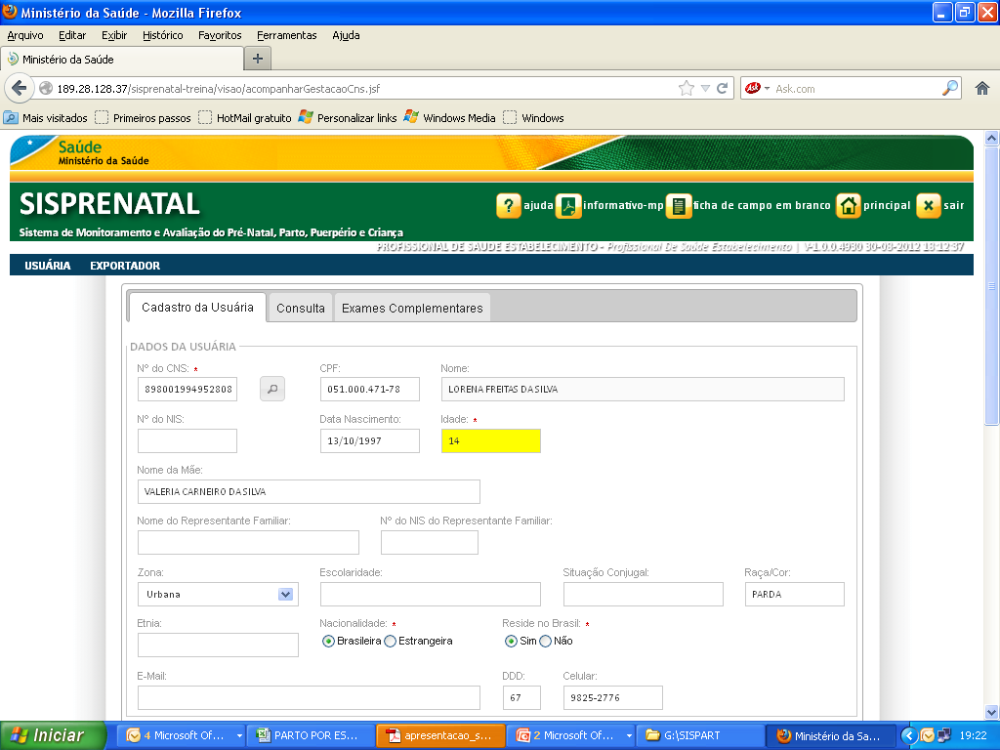 Ministério da Saúde - Mozilla Firefox
Arquivo Editar Exibir Histórico Favoritos Ferramentas Ajuda
Ministério da Saúde
189.28.128.37/sisprenatal-treina/visao/acompanharGestacaoCns.jsf
Ask Ask.com
Mais visitados Primeiros passos HotMail gratuito Personalizar links Windows Media Windows
Saúde
Ministério da Saúde
SISPRENATAL
? ajuda informativo-mp ficha de campo em branco principal sair
Sistema de Monitoramento e Avaliação do Pré-Natal, Parto, Puerpério e Criança
PROFISSIONAL DE SAUDE ESTABELECIMENTO - Profissional De Saude Estabelecimento | V-1.0.0.4980 30-08-2012 18:12:37
USUÁRIA EXPORTADOR
Cadastro da Usuária Consulta Exames Complementares
DADOS DA USUÁRIA
Nº do CNS: * CPF: Nome:
898001994952808 051.000.471-78 LORENA FREITAS DA SILVA
Nº do NIS: Data Nascimento: Idade: *
13/10/1997 14
Nome da Mãe:
VALERIA CARNEIRO DA SILVA
Nome do Representante Familiar: Nº do NIS do Representante Familiar:
Zona: Escolaridade: Situação Conjugal: Raça/Cor:
Urbana PARDA
Etnia: Nacionalidade: * Reside no Brasil: *
Brasileira Estrangeira Sim Não
E-Mail: DDD: Celular:
67 9825-2776
Iniciar 4 Microsoft Of... PARTO POR ES... apresentacao_s... 2 Microsoft Of... G:\SISPART Ministério da Sa... 19:22